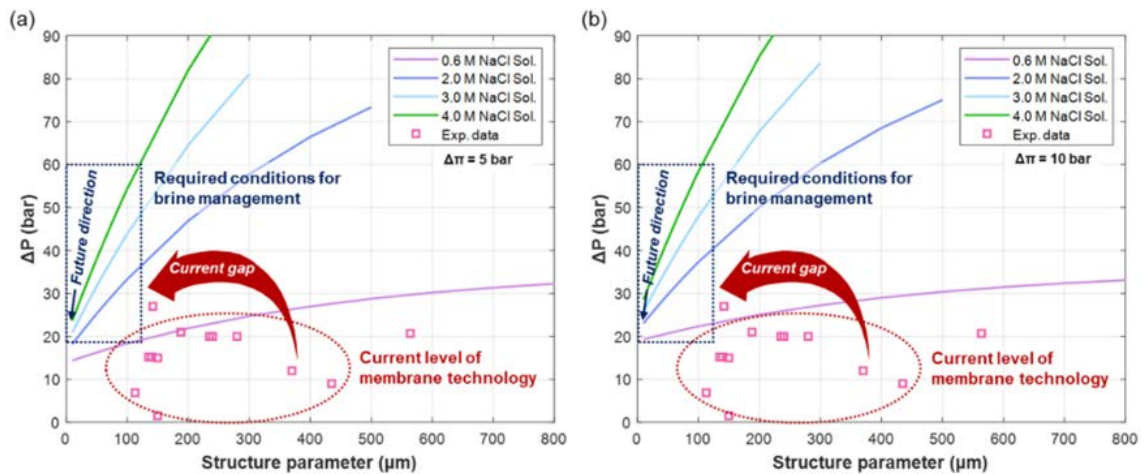 (a)
90
80
70
60
50
40
30
20
10
0
ΔP (bar)
0.6 M NaCl Sol.
2.0 M NaCl Sol.
3.0 M NaCl Sol.
4.0 M NaCl Sol.
Exp. data
Δπ = 5 bar
Required conditions for
brine management
Future direction
Current gap
Current level of
membrane technology
0 100 200 300 400 500 600 700 800
Structure parameter (μm)
(b)
90
80
70
60
50
40
30
20
10
0
ΔP (bar)
0.6 M NaCl Sol.
2.0 M NaCl Sol.
3.0 M NaCl Sol.
4.0 M NaCl Sol.
Exp. data
Δπ = 10 bar
Required conditions for
brine management
Future direction
Current gap
Current level of
membrane technology
0 100 200 300 400 500 600 700 800
Structure parameter (μm)